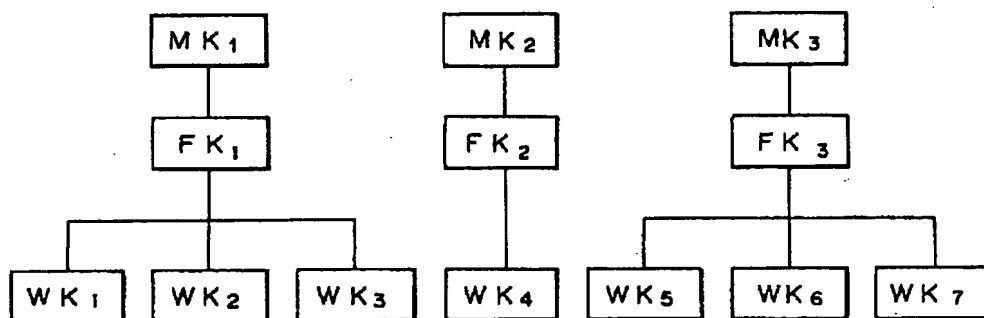 MK₁ MK₂ MK₃
FK₁ FK₂ FK₃
WK₁ WK₂ WK₃ WK₄ WK₅ WK₆ WK₇